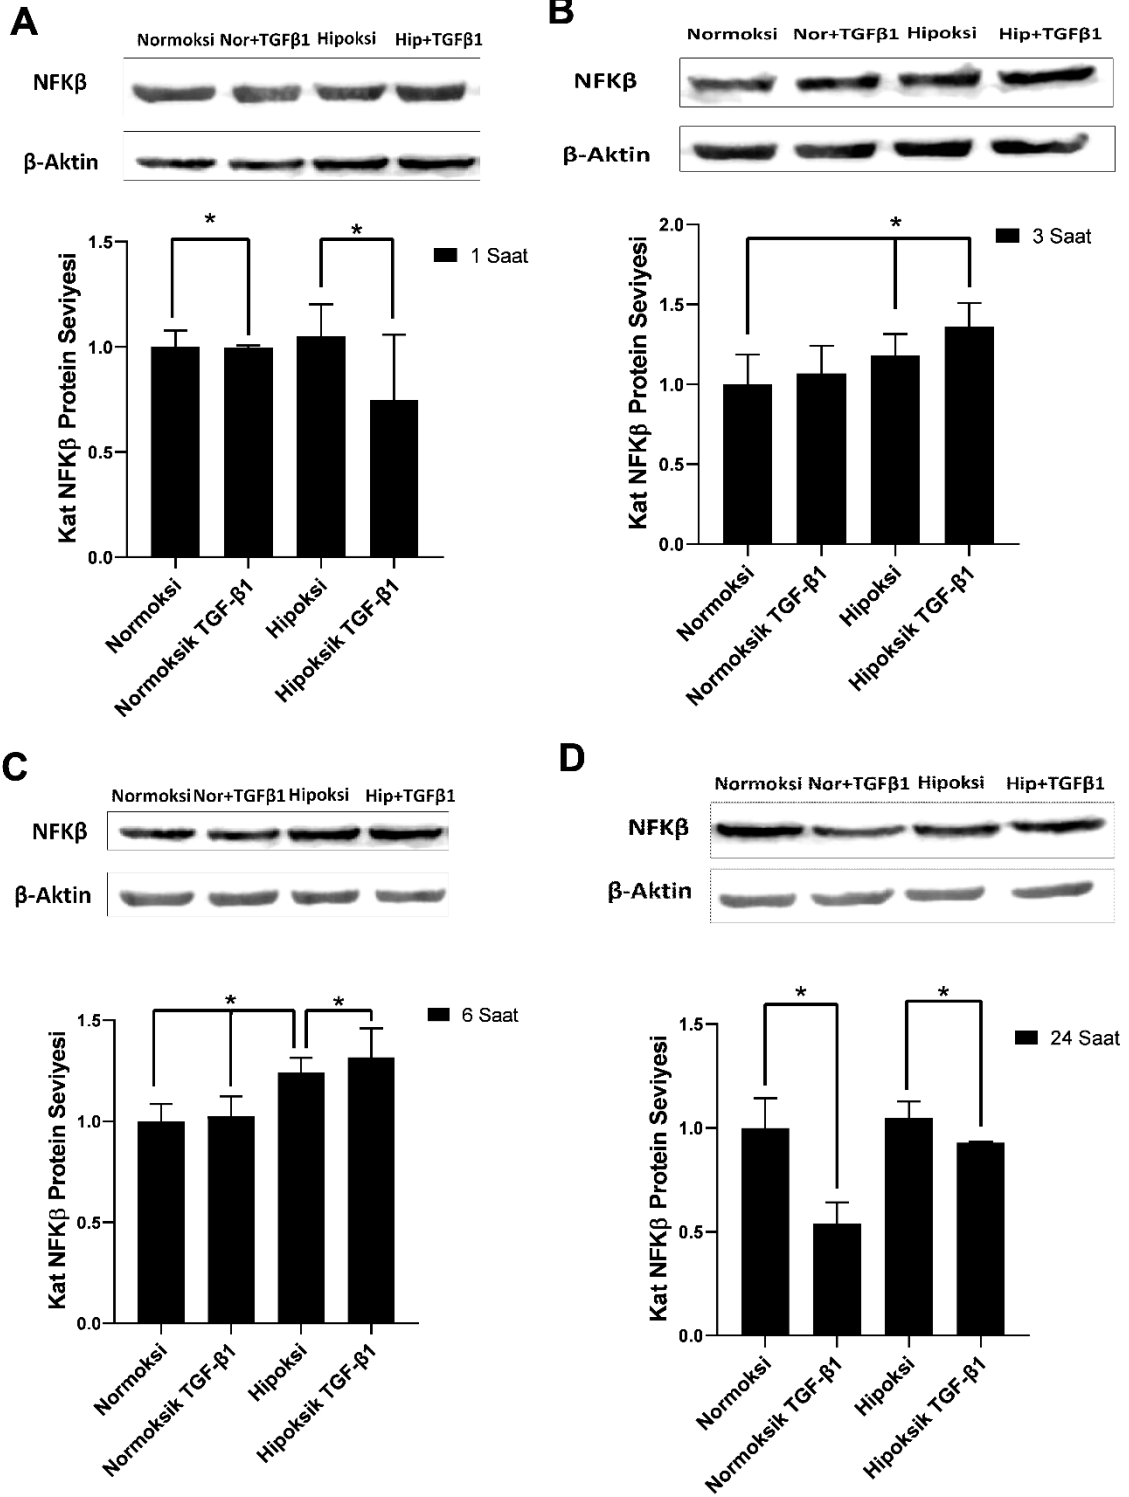 A
Normoksi Nor+TGFβ1 Hipoksi Hip+TGFβ1
NFKβ
β-Aktin
*
*
1 Saat
Kat NFKβ Protein Seviyesi
1.5
1.0
0.5
0.0
Normoksi
Normoksik TGF-β1
Hipoksi
Hipoksik TGF-β1
B
Normoksi Nor+TGFβ1 Hipoksi Hip+TGFβ1
NFKβ
β-Aktin
*
3 Saat
Kat NFKβ Protein Seviyesi
2.0
1.5
1.0
0.5
0.0
Normoksi
Normoksik TGF-β1
Hipoksi
Hipoksik TGF-β1
C
Normoksi Nor+TGFβ1 Hipoksi Hip+TGFβ1
NFKβ
β-Aktin
*
*
6 Saat
Kat NFKβ Protein Seviyesi
1.5
1.0
0.5
0.0
Normoksi
Normoksik TGF-β1
Hipoksi
Hipoksik TGF-β1
D
Normoksi Nor+TGFβ1 Hipoksi Hip+TGFβ1
NFKβ
β-Aktin
*
*
24 Saat
Kat NFKβ Protein Seviyesi
1.5
1.0
0.5
0.0
Normoksi
Normoksik TGF-β1
Hipoksi
Hipoksik TGF-β1